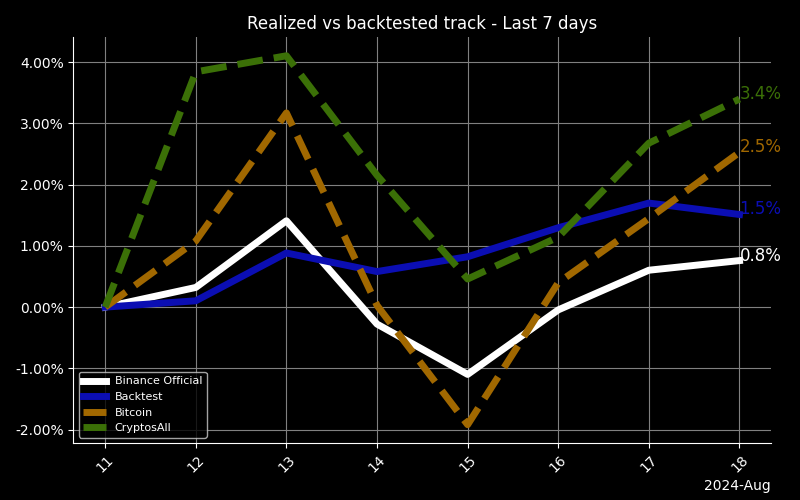 Realized vs backtested track - Last 7 days
4.00%
3.00%
2.00%
1.00%
0.00%
-1.00%
-2.00%
3.4%
2.5%
1.5%
0.8%
Binance Official
Backtest
Bitcoin
CryptosAll
11 12 13 14 15 16 17 18
2024-Aug